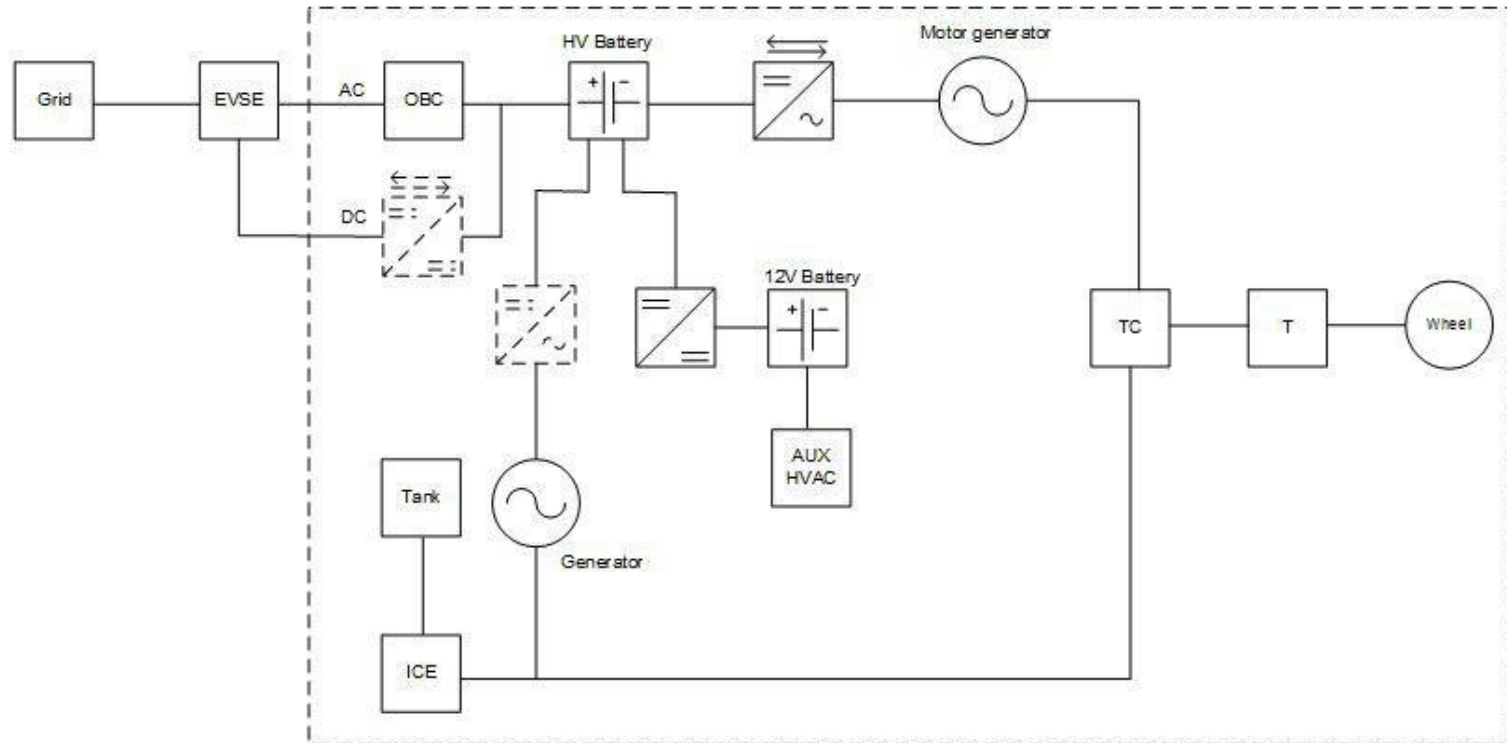 Motor generator
HV Battery
Grid
EVSE
AC
OBC
DC
12V Battery
TC
T
Wheel
AUX
HVAC
Tank
Generator
ICE